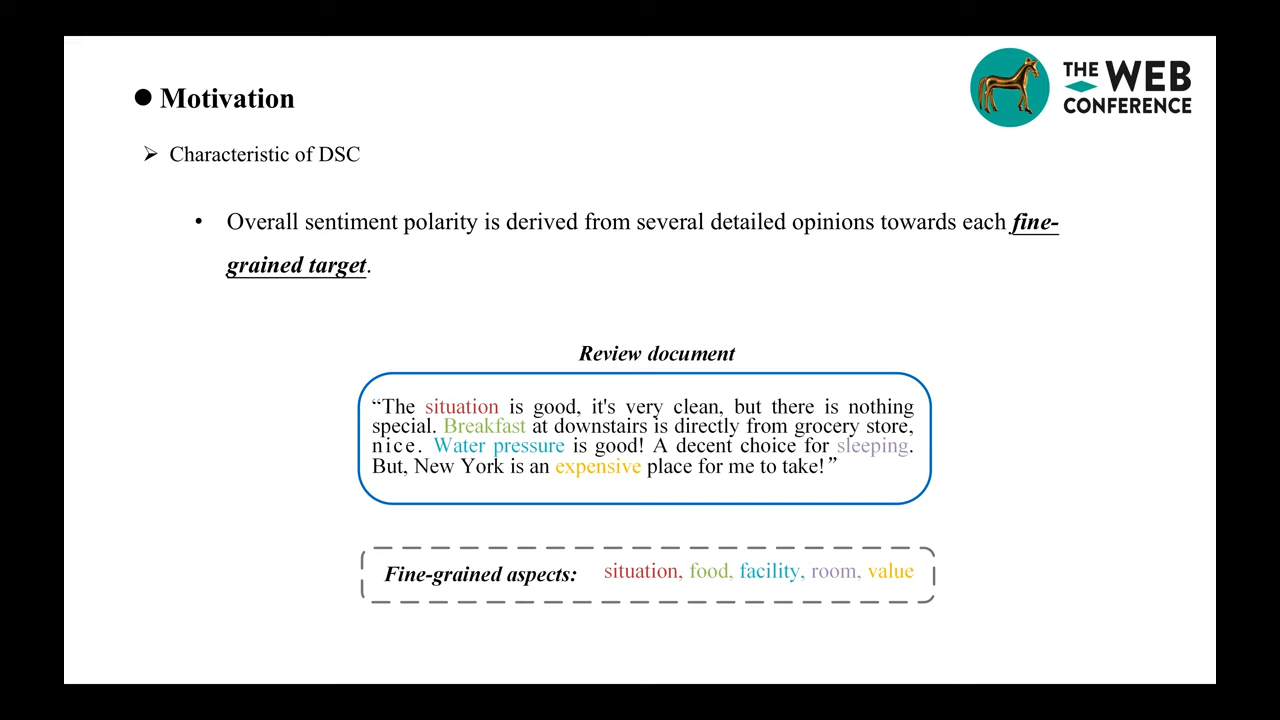 THE WEB
CONFERENCE
● Motivation
➢ Characteristic of DSC
• Overall sentiment polarity is derived from several detailed opinions towards each fine-
grained target.
Review document
“The situation is good, it's very clean, but there is nothing
special. Breakfast at downstairs is directly from grocery store,
nice. Water pressure is good! A decent choice for sleeping.
But, New York is an expensive place for me to take!”
Fine-grained aspects: situation, food, facility, room, value